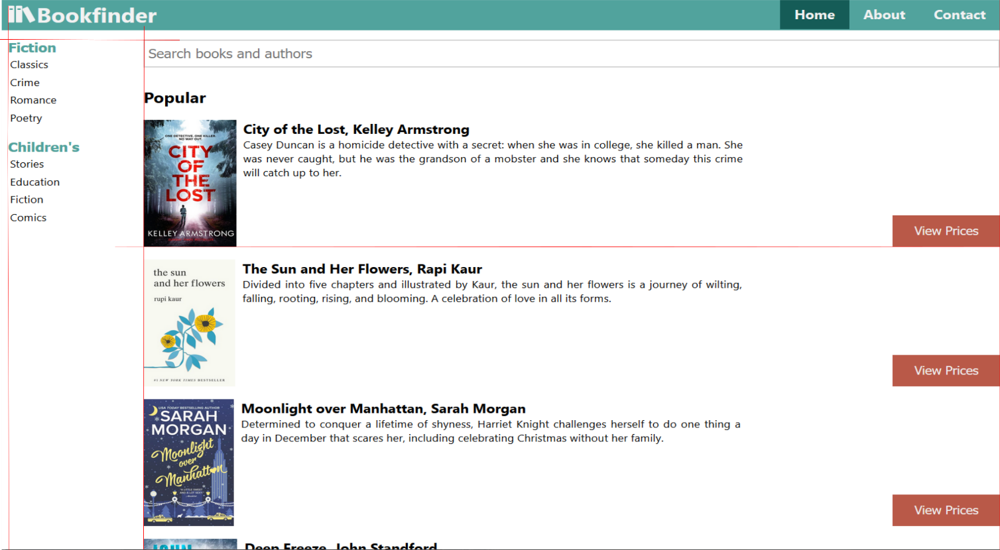 Bookfinder
Home
About
Contact
Fiction
Classics
Crime
Romance
Poetry
Children's
Stories
Education
Fiction
Comics
Search books and authors
Popular
ONE DETECTIVE. ONE KILLER.
NO WAY OUT.
CITY
OF
THE
LOST
KELLEY ARMSTRONG
City of the Lost, Kelley Armstrong
Casey Duncan is a homicide detective with a secret: when she was in college, she killed a man. She
was never caught, but he was the grandson of a mobster and she knows that someday this crime
will catch up to her.
View Prices
the sun
and her flowers
rupi kaur
#1 NEW YORK TIMES BESTSELLER
The Sun and Her Flowers, Rapi Kaur
Divided into five chapters and illustrated by Kaur, the sun and her flowers is a journey of wilting,
falling, rooting, rising, and blooming. A celebration of love in all its forms.
View Prices
USA TODAY BESTSELLING AUTHOR
SARAH
MORGAN
Moonlight
over
Manhattan
"A LITTLE SWEET
AND A LOT SEXY."
Moonlight over Manhattan, Sarah Morgan
Determined to conquer a lifetime of shyness, Harriet Knight challenges herself to do one thing a
day in December that scares her, including celebrating Christmas without her family.
View Prices
JOHN
Deep Freeze, John Standford